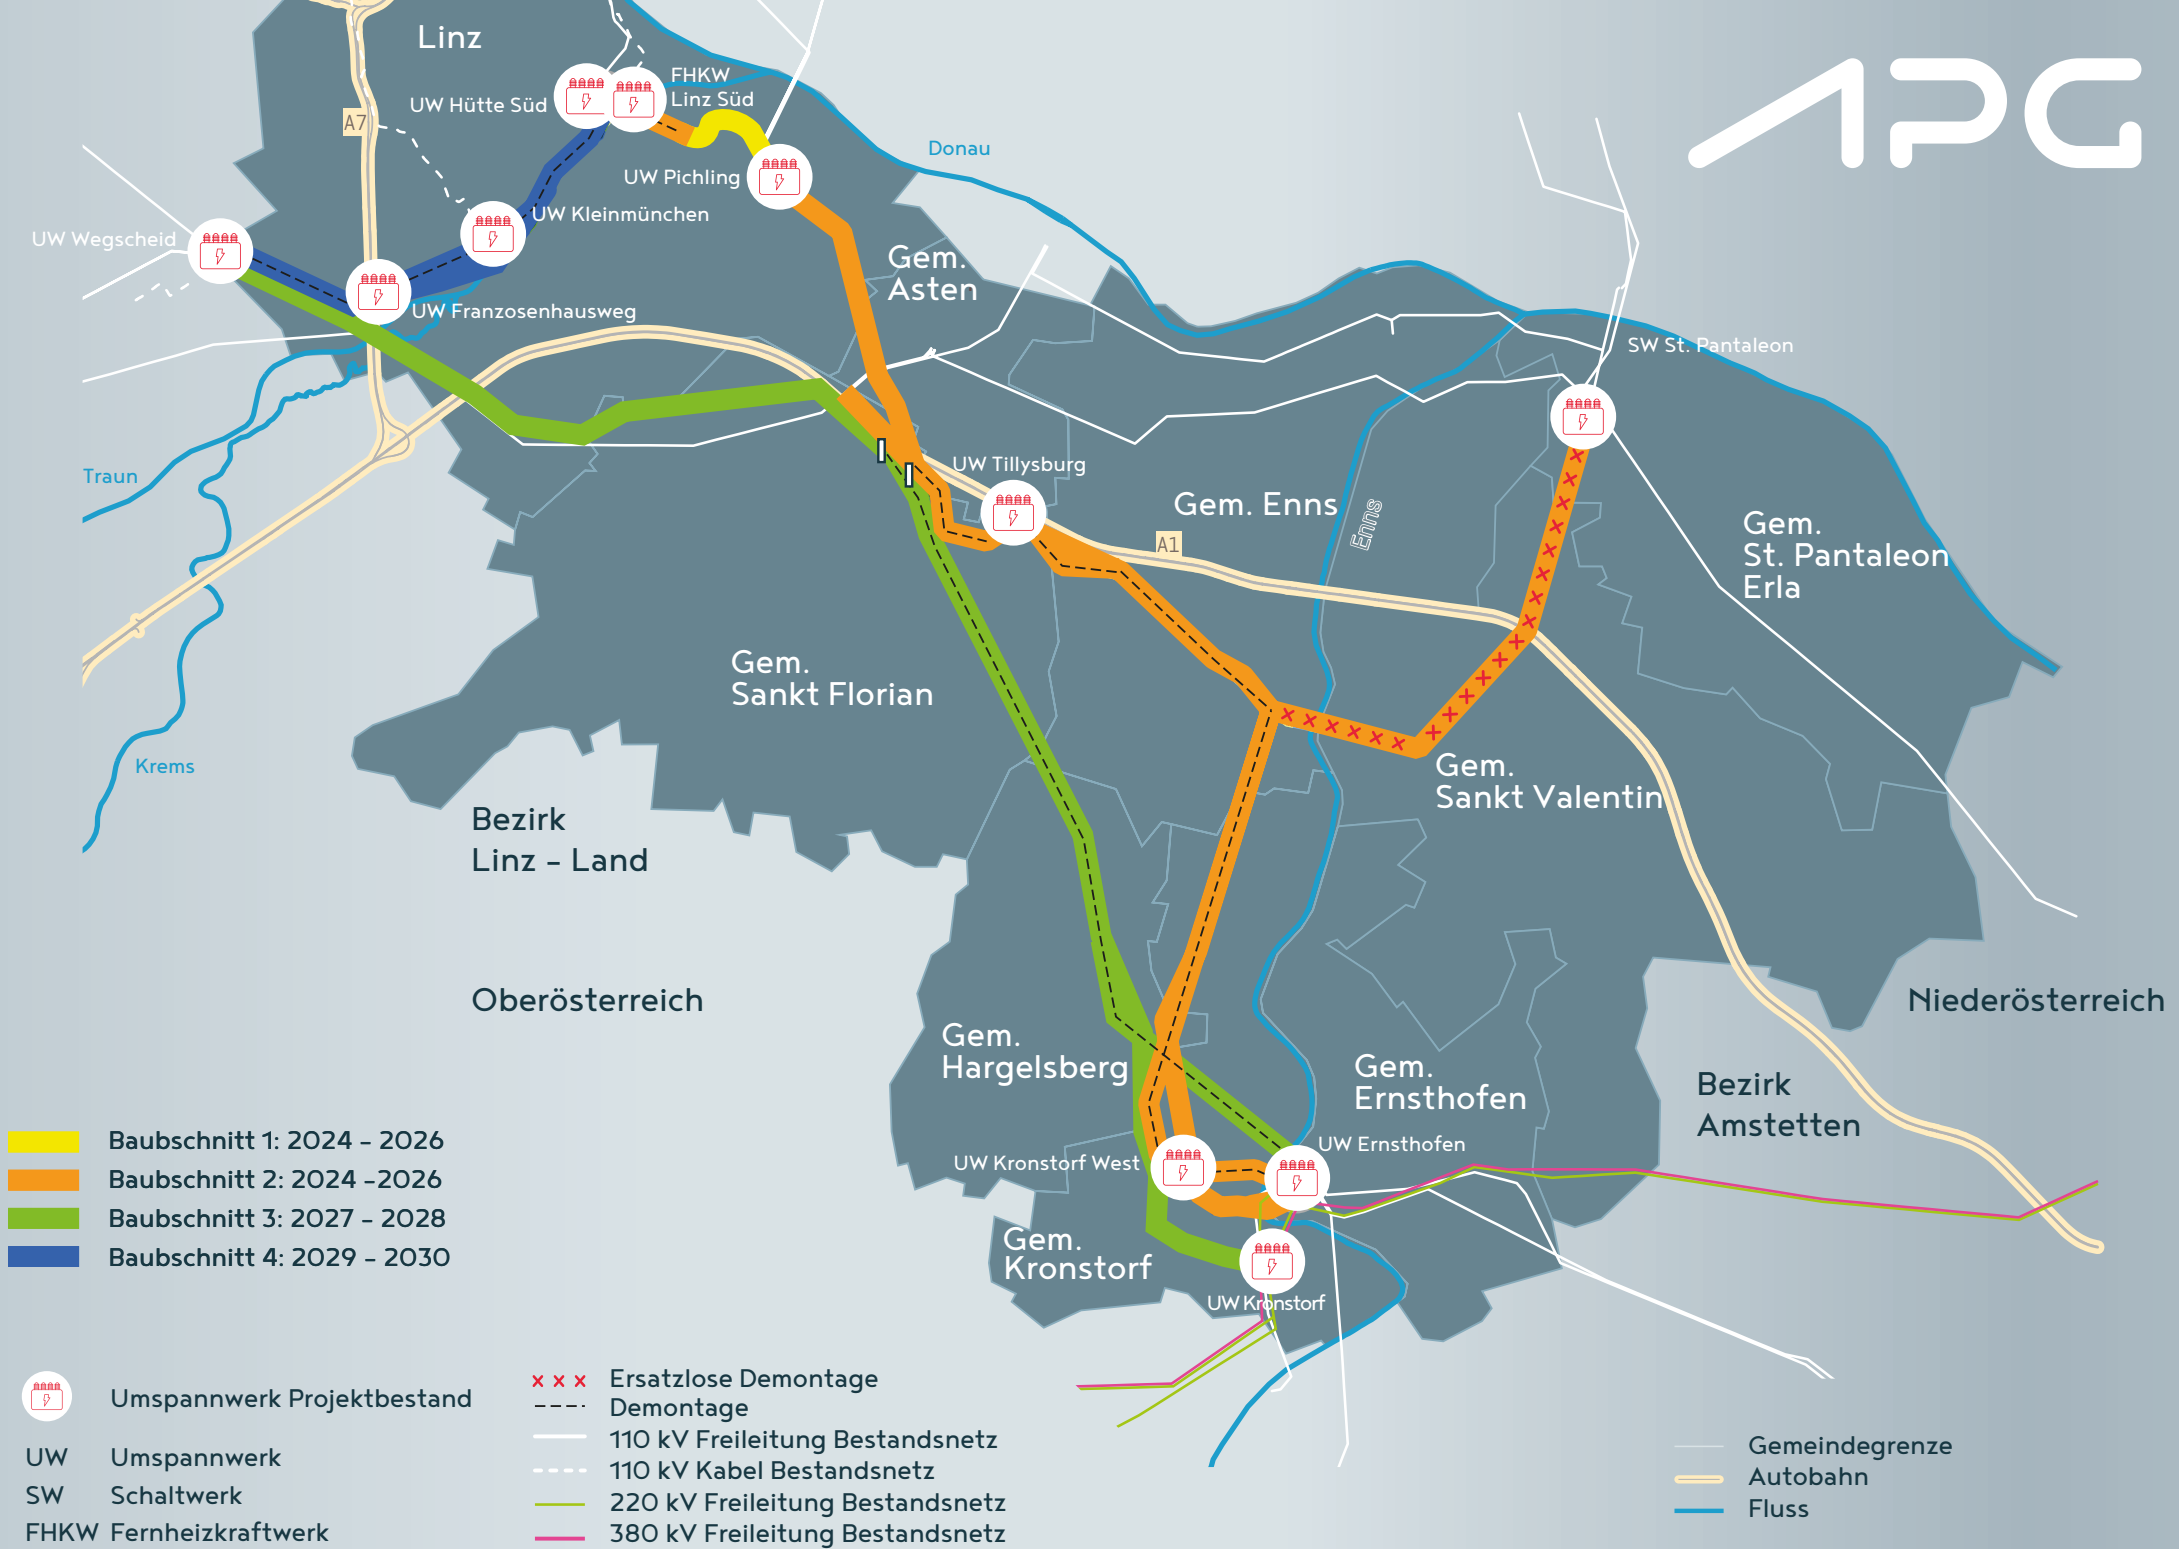 Linz
APG
FHKW
Linz Süd
UW Hütte Süd
A7
Donau
UW Pichling
UW Kleinmünchen
UW Wegscheid
Gem.
Asten
UW Franzosenhausweg
SW St. Pantaleon
UW Tillysburg
Traun
Gem. Enns
Enns
A1
Gem.
St. Pantaleon
Erla
Gem.
Sankt Florian
Krems
Gem.
Sankt Valentin
Bezirk
Linz - Land
Oberösterreich
Niederösterreich
Gem.
Hargelsberg
Gem.
Ernsthofen
Bezirk
Amstetten
UW Ernsthofen
UW Kronstorf West
Gem.
Kronstorf
UW Kronstorf
Baubschnitt 1: 2024 - 2026
Baubschnitt 2: 2024 -2026
Baubschnitt 3: 2027 - 2028
Baubschnitt 4: 2029 - 2030
Umspannwerk Projektbestand
UW Umspannwerk
SW Schaltwerk
FHKW Fernheizkraftwerk
Ersatzlose Demontage
Demontage
110 kV Freileitung Bestandsnetz
110 kV Kabel Bestandsnetz
220 kV Freileitung Bestandsnetz
380 kV Freileitung Bestandsnetz
Gemeindegrenze
Autobahn
Fluss